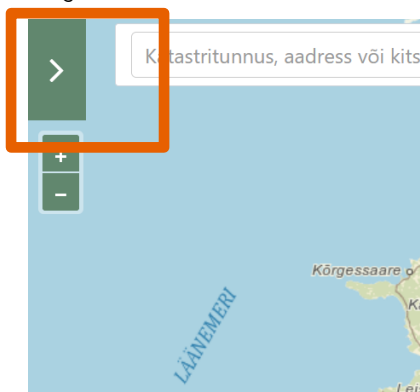 Katastritunnus, aadress või kits
+
−
Kõrgessaare
LÄÄNEMERI